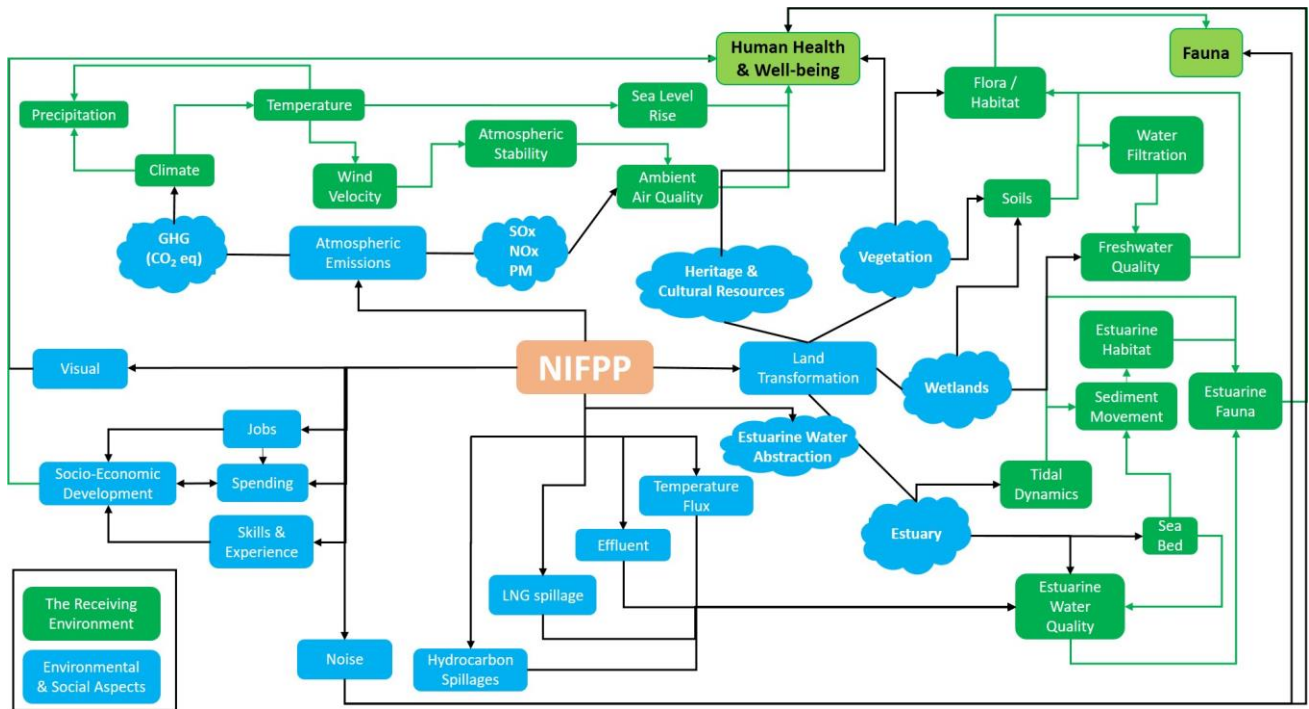 Human Health
& Well-being
Fauna
Precipitation
Temperature
Sea Level
Rise
Flora /
Habitat
Atmospheric
Stability
Water
Filtration
Climate
Wind
Velocity
Ambient
Air Quality
Soils
GHG
(CO₂ eq)
Atmospheric
Emissions
SOx
NOx
PM
Heritage &
Cultural Resources
Vegetation
Freshwater
Quality
Estuarine
Habitat
Visual
NIFPP
Land
Transformation
Wetlands
Sediment
Movement
Estuarine
Fauna
Jobs
Estuarine Water
Abstraction
Socio-Economic
Development
Spending
Temperature
Flux
Tidal
Dynamics
Skills &
Experience
Effluent
Estuary
Sea
Bed
LNG spillage
Estuarine
Water
Quality
The Receiving
Environment
Noise
Hydrocarbon
Spillages
Environmental
& Social Aspects